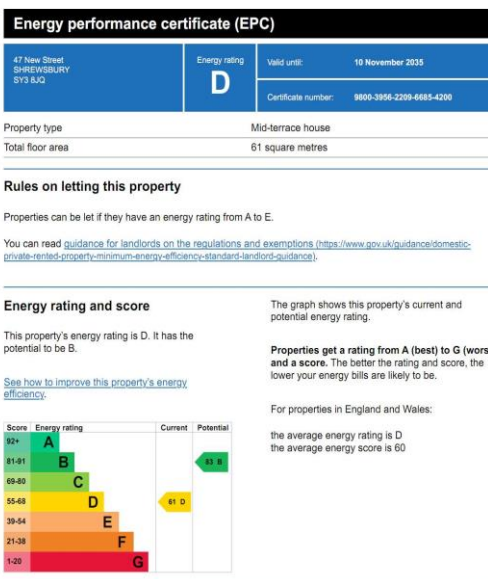 Energy performance certificate (EPC)
47 New Street
SHREWSBURY
SY3 8JQ
Energy rating
D
Valid until:
10 November 2035
Certificate number:
9800-3956-2209-6685-4200
Property type
Mid-terrace house
Total floor area
61 square metres
Rules on letting this property
Properties can be let if they have an energy rating from A to E.
You can read guidance for landlords on the regulations and exemptions (https://www.gov.uk/guidance/domestic-
private-rented-property-minimum-energy-efficiency-standard-landlord-guidance).
Energy rating and score
This property's energy rating is D. It has the
potential to be B.
See how to improve this property's energy
efficiency.
Score Energy rating Current Potential
92+ A
81-91 B 83 B
69-80 C
55-68 D 61 D
39-54 E
21-38 F
1-20 G
The graph shows this property's current and
potential energy rating.
Properties get a rating from A (best) to G (wors
and a score. The better the rating and score, the
lower your energy bills are likely to be.
For properties in England and Wales:
the average energy rating is D
the average energy score is 60